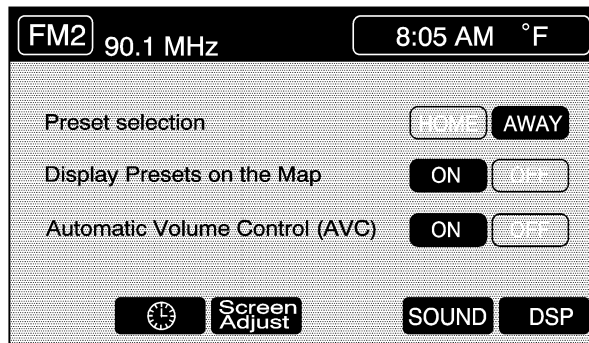 FM2 90.1 MHz 8:05 AM °F
Preset selection HOME AWAY
Display Presets on the Map ON OFF
Automatic Volume Control (AVC) ON OFF
Screen Adjust SOUND DSP